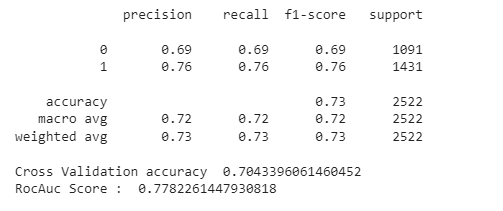 precision recall f1-score support
0 0.69 0.69 0.69 1091
1 0.76 0.76 0.76 1431
accuracy 0.73 2522
macro avg 0.72 0.72 0.72 2522
weighted avg 0.73 0.73 0.73 2522
Cross Validation accuracy 0.7043396061460452
RocAuc Score : 0.7782261447930818